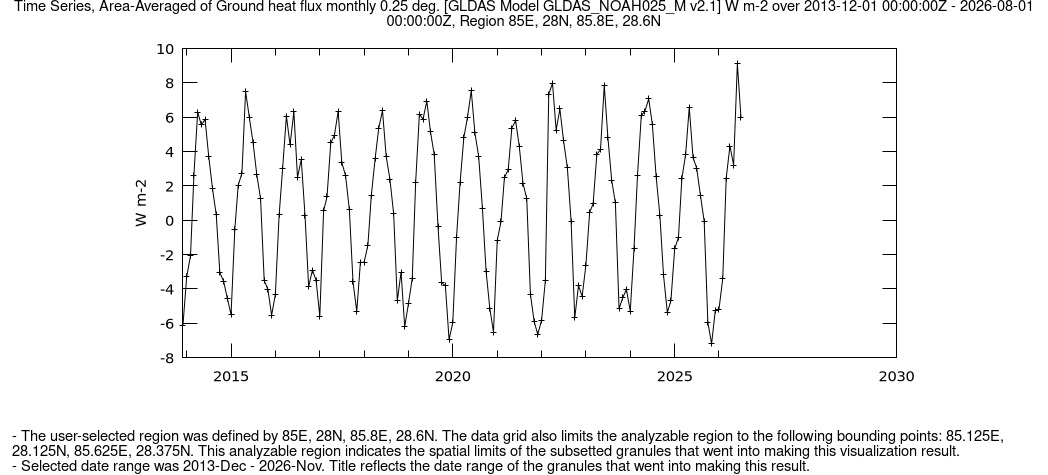 Time Series, Area-Averaged of Ground heat flux monthly 0.25 deg. [GLDAS Model GLDAS_NOAH025_M v2.1] W m-2 over 2013-12-01 00:00:00Z - 2026-08-01
00:00:00Z, Region 85E, 28N, 85.8E, 28.6N
10
8
6
4
2
0
-2
-4
-6
-8
W m-2
2015
2020
2025
2030
- The user-selected region was defined by 85E, 28N, 85.8E, 28.6N. The data grid also limits the analyzable region to the following bounding points: 85.125E,
28.125N, 85.625E, 28.375N. This analyzable region indicates the spatial limits of the subsetted granules that went into making this visualization result.
- Selected date range was 2013-Dec - 2026-Nov. Title reflects the date range of the granules that went into making this result.